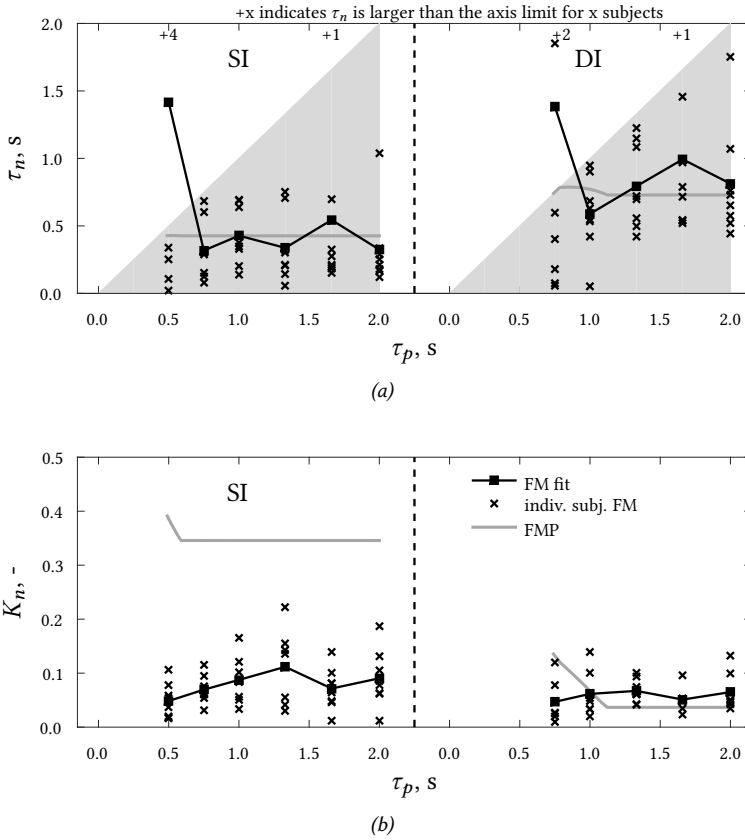 +x indicates τn is larger than the axis limit for x subjects
2.0
+4
+1
+2
+1
SI
DI
1.5
τn, s
1.0
0.5
0.0
0.0 0.5 1.0 1.5 2.0 0.0 0.5 1.0 1.5 2.0
τp, s
(a)
0.5
SI
FM fit
indiv. subj. FM
FMP
0.4
0.3
Kn, -
0.2
0.1
0.0
0.0 0.5 1.0 1.5 2.0 0.0 0.5 1.0 1.5 2.0
τp, s
(b)